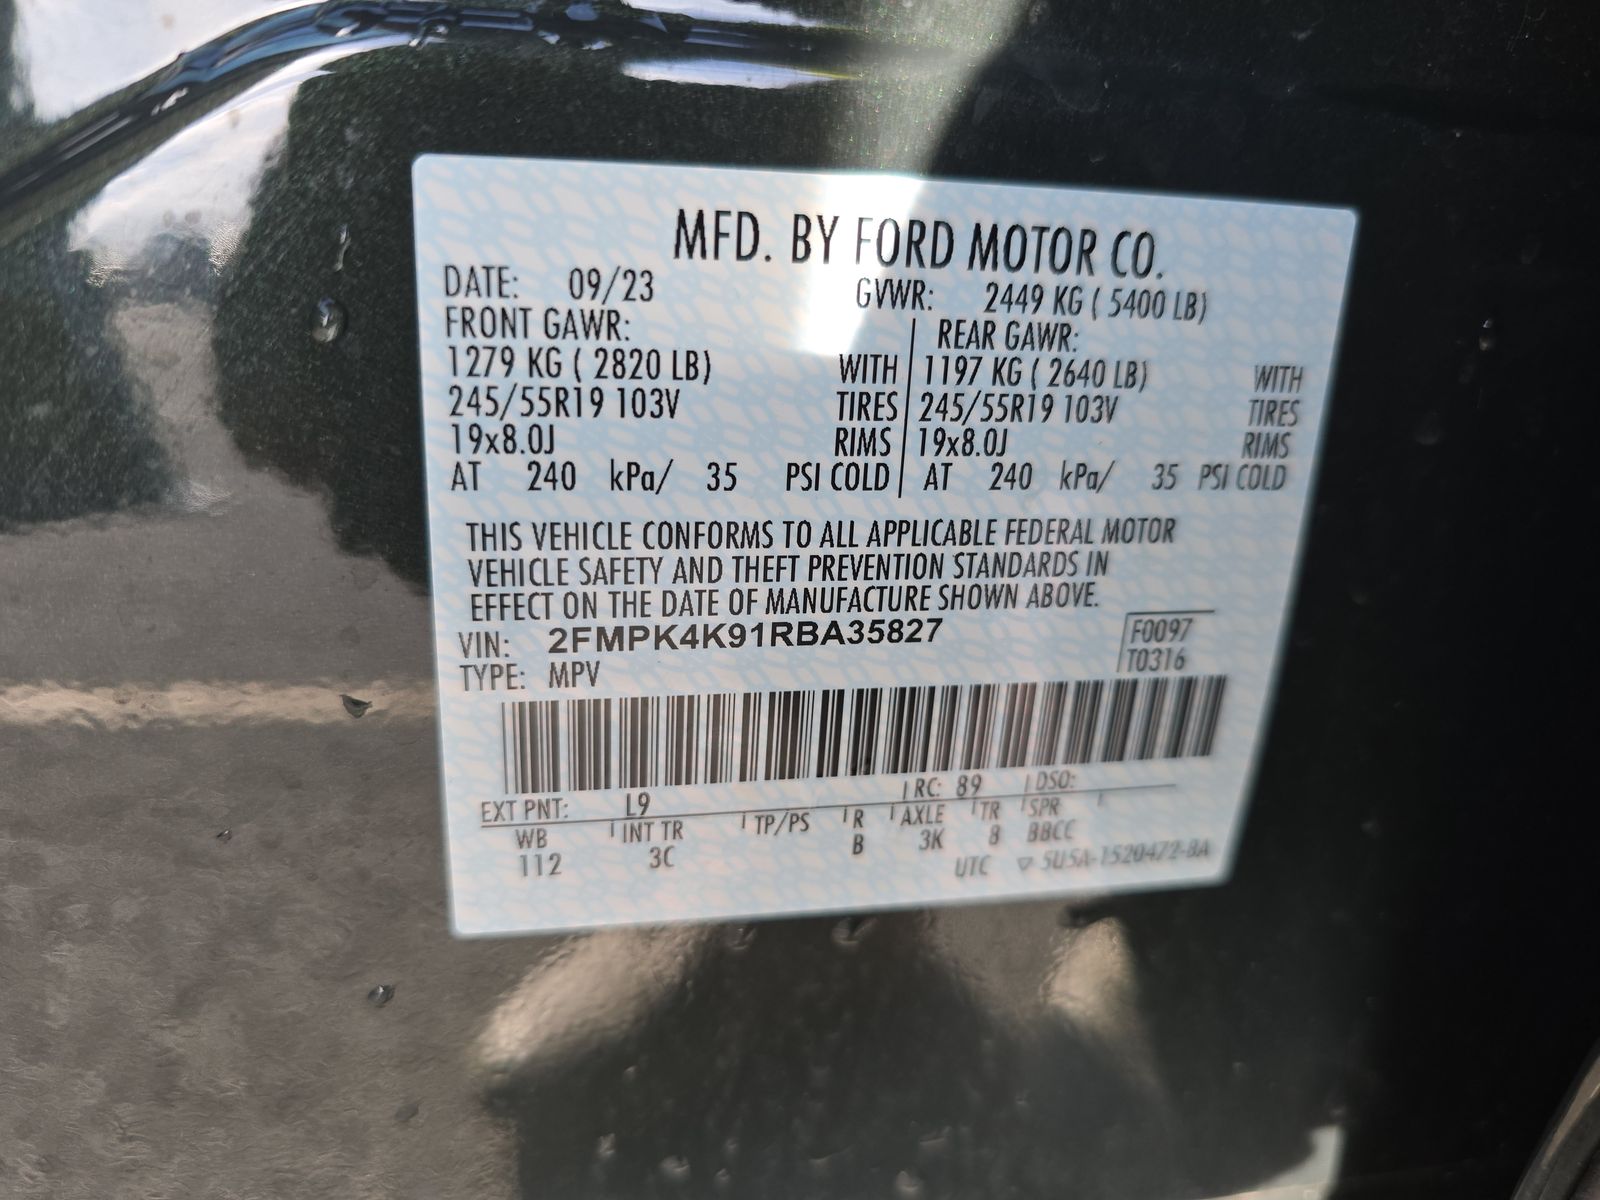 MFD. BY FORD MOTOR CO.
DATE: 09/23 GVWR: 2449 KG ( 5400 LB)
FRONT GAWR: REAR GAWR:
1279 KG ( 2820 LB) WITH 1197 KG ( 2640 LB) WITH
245/55R19 103V TIRES 245/55R19 103V TIRES
19x8.0J RIMS 19x8.0J RIMS
AT 240 kPa/ 35 PSI COLD AT 240 kPa/ 35 PSI COLD
THIS VEHICLE CONFORMS TO ALL APPLICABLE FEDERAL MOTOR
VEHICLE SAFETY AND THEFT PREVENTION STANDARDS IN
EFFECT ON THE DATE OF MANUFACTURE SHOWN ABOVE.
VIN: 2FMPK4K91RBA35827 F0097
TYPE: MPV T0316
EXT PNT: L9 RC: 89 DSO:
WB INT TR TP/PS R AXLE TR SPR
112 3C B 3K 8 BBCC
UTC ▽ 5U5A-1520472-BA